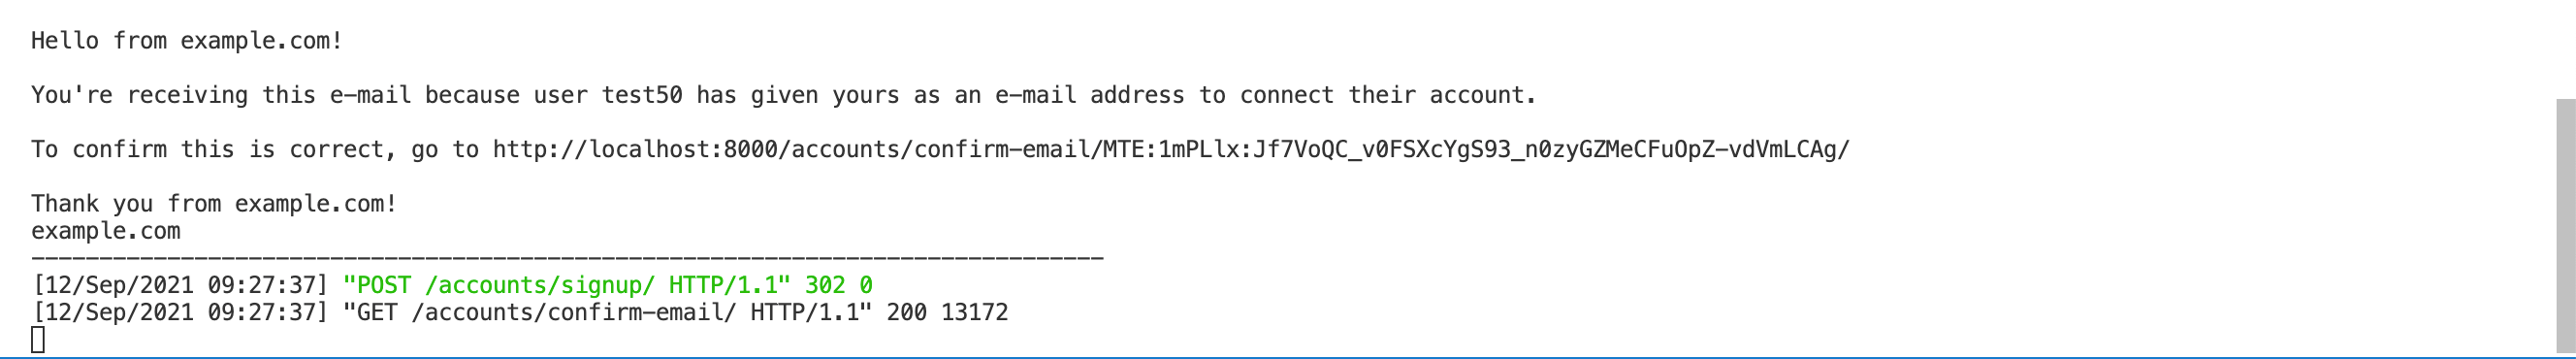 Hello from example.com!
You're receiving this e-mail because user test50 has given yours as an e-mail address to connect their account.
To confirm this is correct, go to http://localhost:8000/accounts/confirm-email/MTE:1mPLlx:Jf7VoQC_v0FSXcYgS93_n0zyGZMeCFuOpZ-vdVmLCAg/
Thank you from example.com!
example.com
-------------------------------------------------------------------------------
[12/Sep/2021 09:27:37] "POST /accounts/signup/ HTTP/1.1" 302 0
[12/Sep/2021 09:27:37] "GET /accounts/confirm-email/ HTTP/1.1" 200 13172